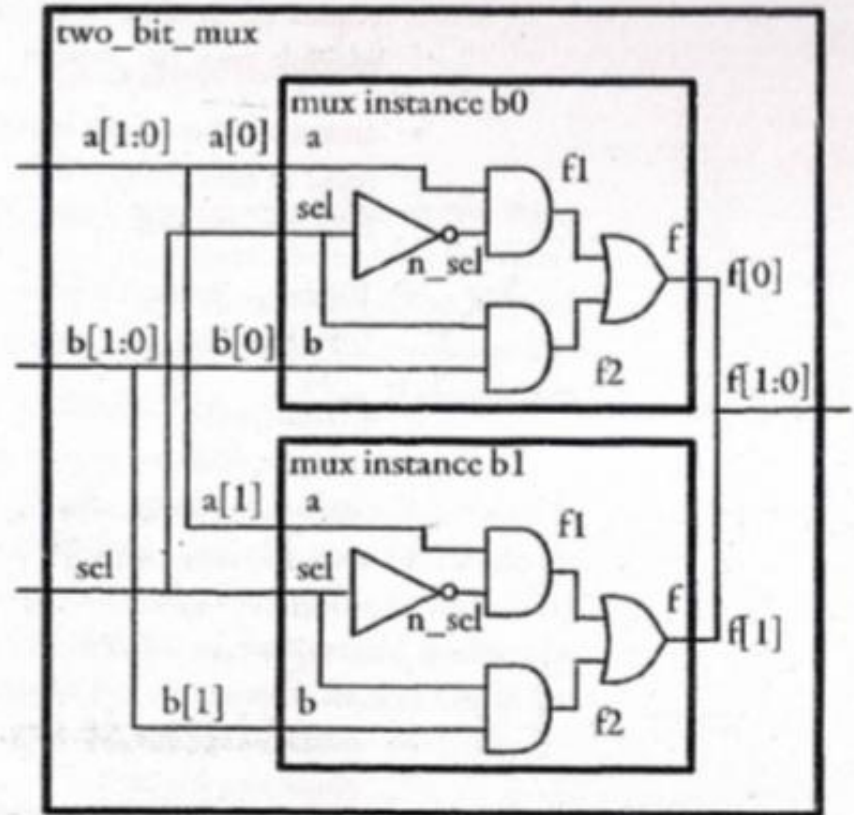 two_bit_mux
mux instance b0
a[1:0] a[0] a
f1
sel
n_sel
f
f[0]
b[1:0] b[0] b
f2
f[1:0]
mux instance b1
a[1] a
f1
sel sel
n_sel
f
f[1]
b[1] b
f2